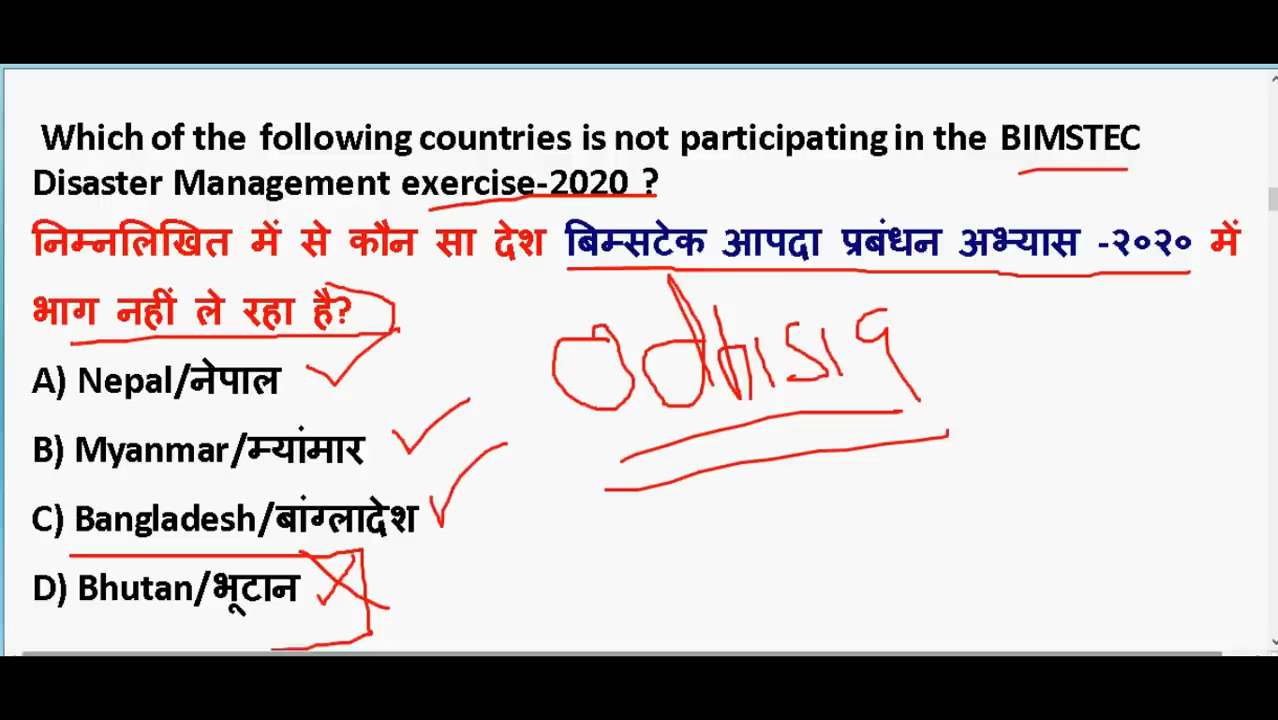 Which of the following countries is not participating in the BIMSTEC
Disaster Management exercise-2020 ?
निम्नलिखित में से कौन सा देश बिम्सटेक आपदा प्रबंधन अभ्यास -२०२० में
भाग नहीं ले रहा है?
A) Nepal/नेपाल
B) Myanmar/म्यांमार
C) Bangladesh/बांग्लादेश
D) Bhutan/भूटान